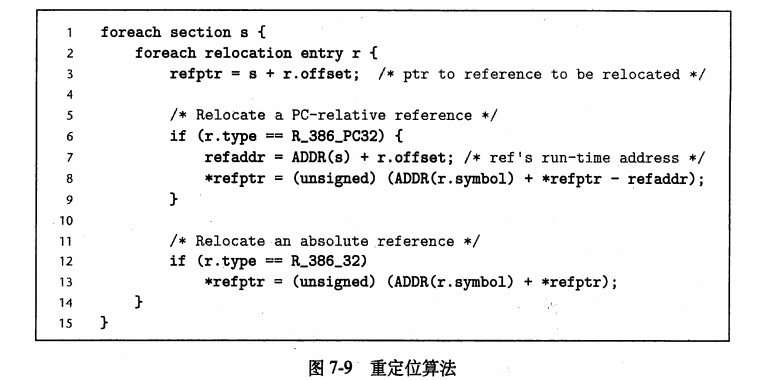 1 foreach section s {
2 foreach relocation entry r {
3 refptr = s + r.offset; /* ptr to reference to be relocated */
4
5 /* Relocate a PC-relative reference */
6 if (r.type == R_386_PC32) {
7 refaddr = ADDR(s) + r.offset; /* ref's run-time address */
8 *refptr = (unsigned) (ADDR(r.symbol) + *refptr - refaddr);
9 }
10
11 /* Relocate an absolute reference */
12 if (r.type == R_386_32)
13 *refptr = (unsigned) (ADDR(r.symbol) + *refptr);
14 }
15 }
图 7-9 重定位算法